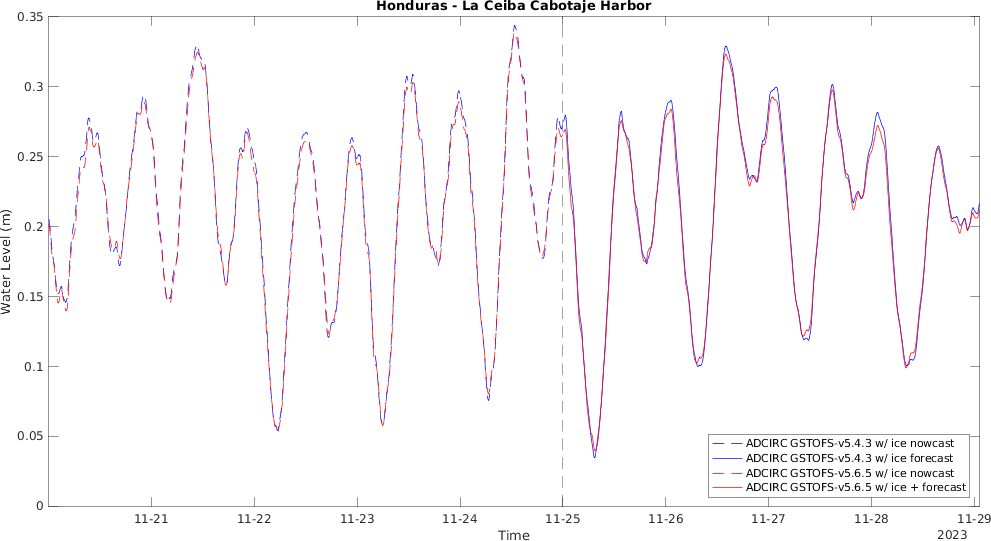 Honduras - La Ceiba Cabotaje Harbor
0.35
0.3
0.25
0.2
0.15
0.1
0.05
0
Water Level (m)
ADCIRC GSTOFS-v5.4.3 w/ ice nowcast
ADCIRC GSTOFS-v5.4.3 w/ ice forecast
ADCIRC GSTOFS-v5.6.5 w/ ice nowcast
ADCIRC GSTOFS-v5.6.5 w/ ice + forecast
11-21 11-22 11-23 11-24 11-25 11-26 11-27 11-28 11-29
Time
2023